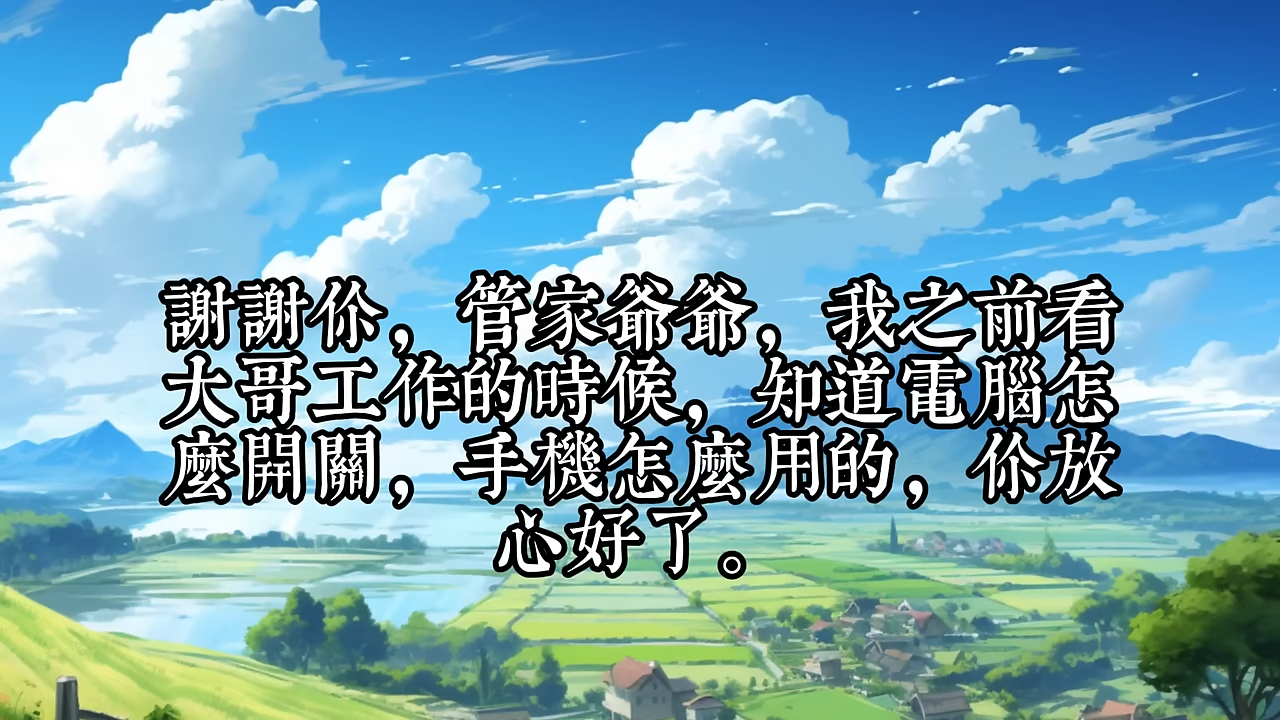 謝謝伱，管家爺爺，我之前看
大哥工作的時候，知道電腦怎
麼開關，手機怎麼用的，伱放
心好了。